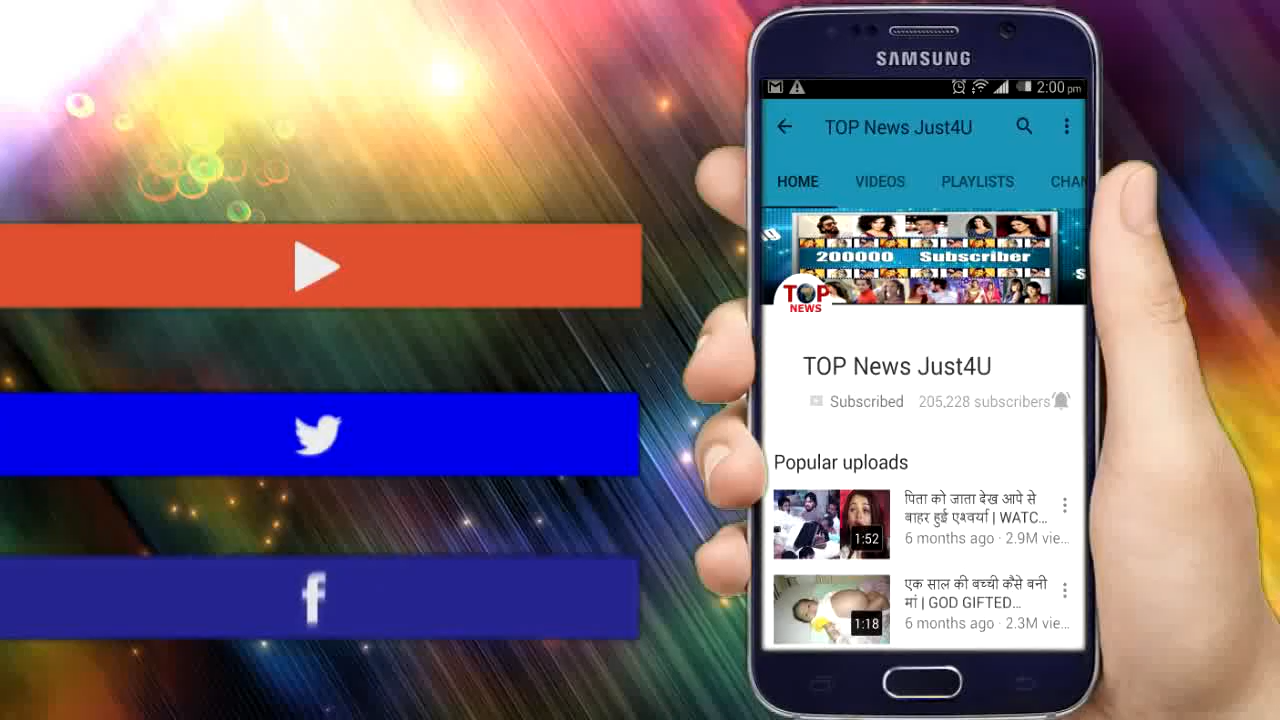 SAMSUNG
2:00 pm
TOP News Just4U
HOME VIDEOS PLAYLISTS CHAN
200000 Subscriber
TOP
NEWS
TOP News Just4U
Subscribed 205,228 subscribers
Popular uploads
पिता को जाता देख आपे से
बाहर हुई एश्वर्या | WATC...
6 months ago · 2.9M vie...
1:52
एक साल की बच्ची कैसे बनी
मां | GOD GIFTED...
6 months ago · 2.3M vie...
1:18